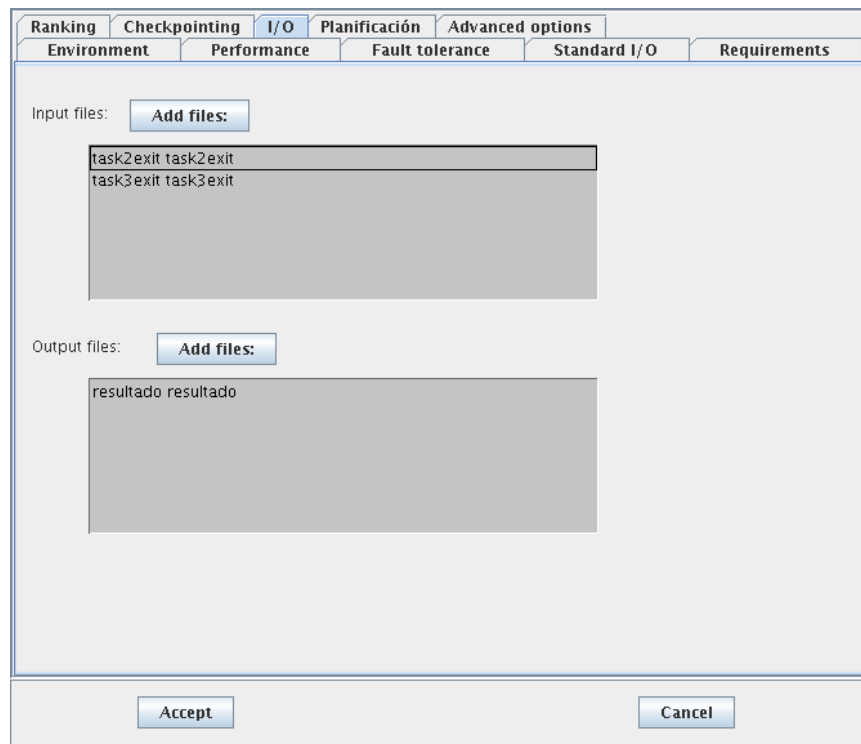 Ranking Checkpointing I/O Planificación Advanced options
Environment Performance Fault tolerance Standard I/O Requirements
Input files: Add files:
task2exit task2exit
task3exit task3exit
Output files: Add files:
resultado resultado
Accept Cancel